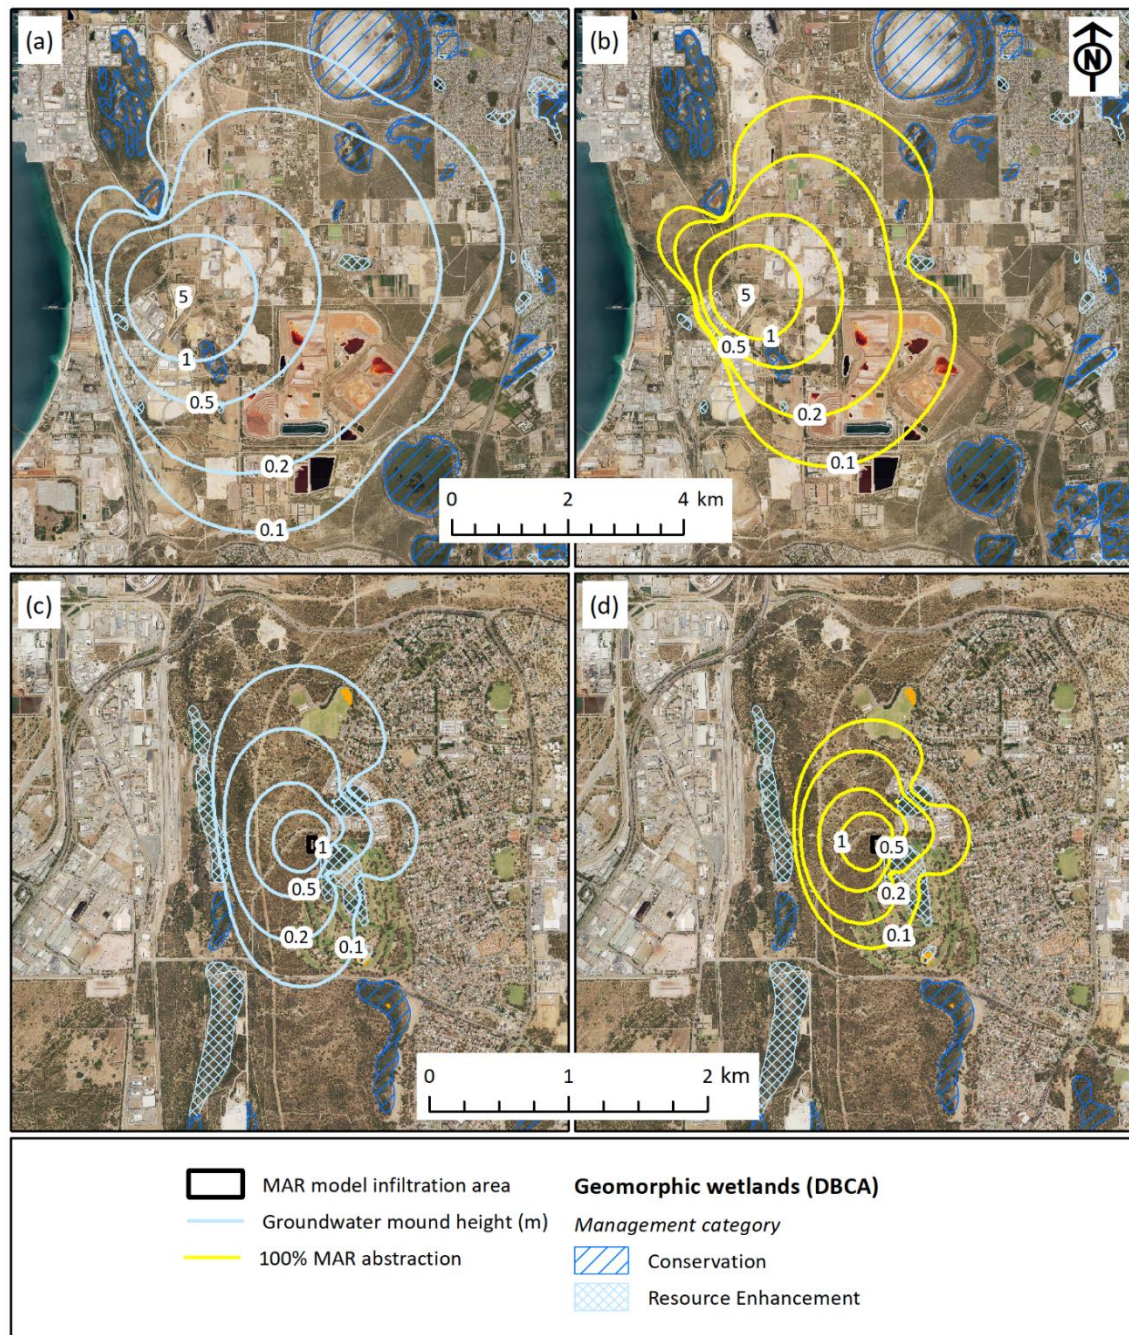 (a)
5
1
0.5
0.2
0.1
(b)
N
5
1
0.5
0.2
0.1
0 2 4 km
(c)
1
0.5
0.2
0.1
(d)
1
0.5
0.2
0.1
0 1 2 km
MAR model infiltration area
Groundwater mound height (m)
100% MAR abstraction
Geomorphic wetlands (DBCA)
Management category
Conservation
Resource Enhancement